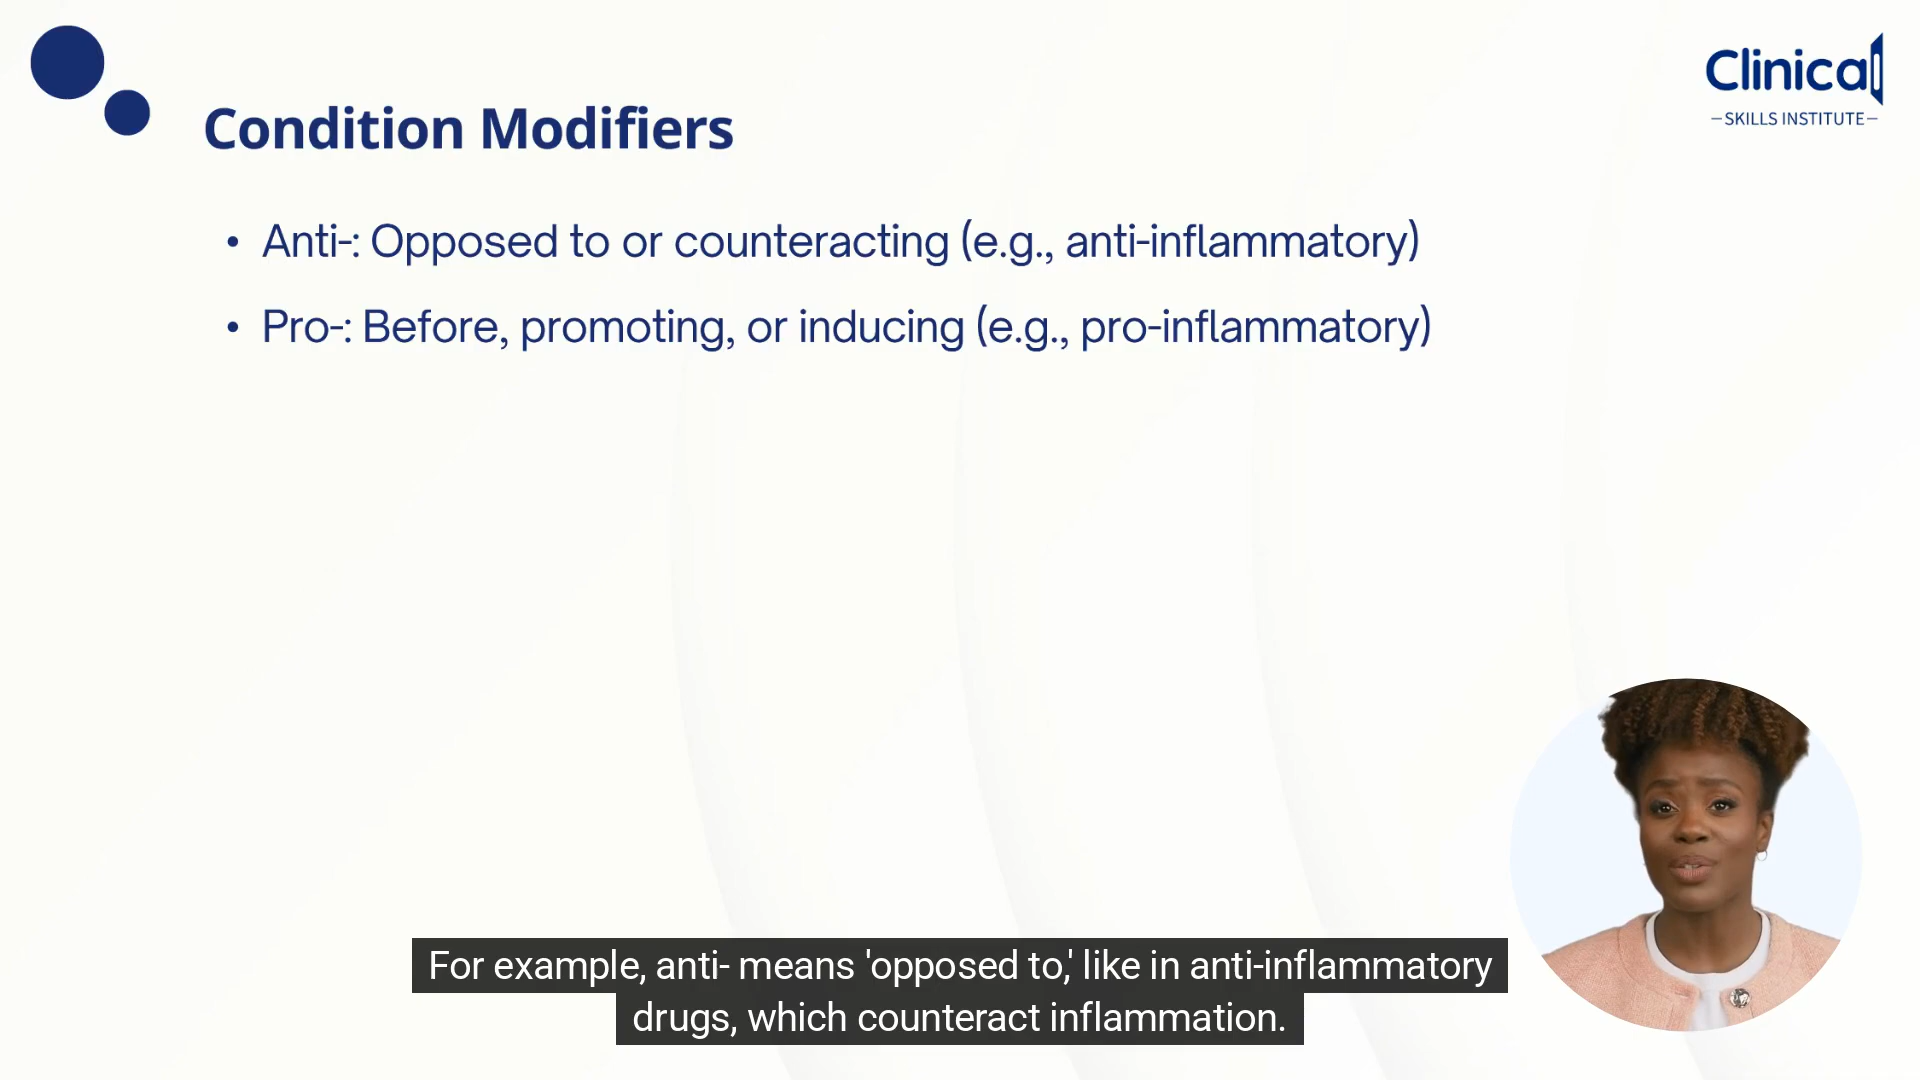 Clinical
—SKILLS INSTITUTE—
Condition Modifiers
• Anti-: Opposed to or counteracting (e.g., anti-inflammatory)
• Pro-: Before, promoting, or inducing (e.g., pro-inflammatory)
For example, anti- means 'opposed to,' like in anti-inflammatory
drugs, which counteract inflammation.